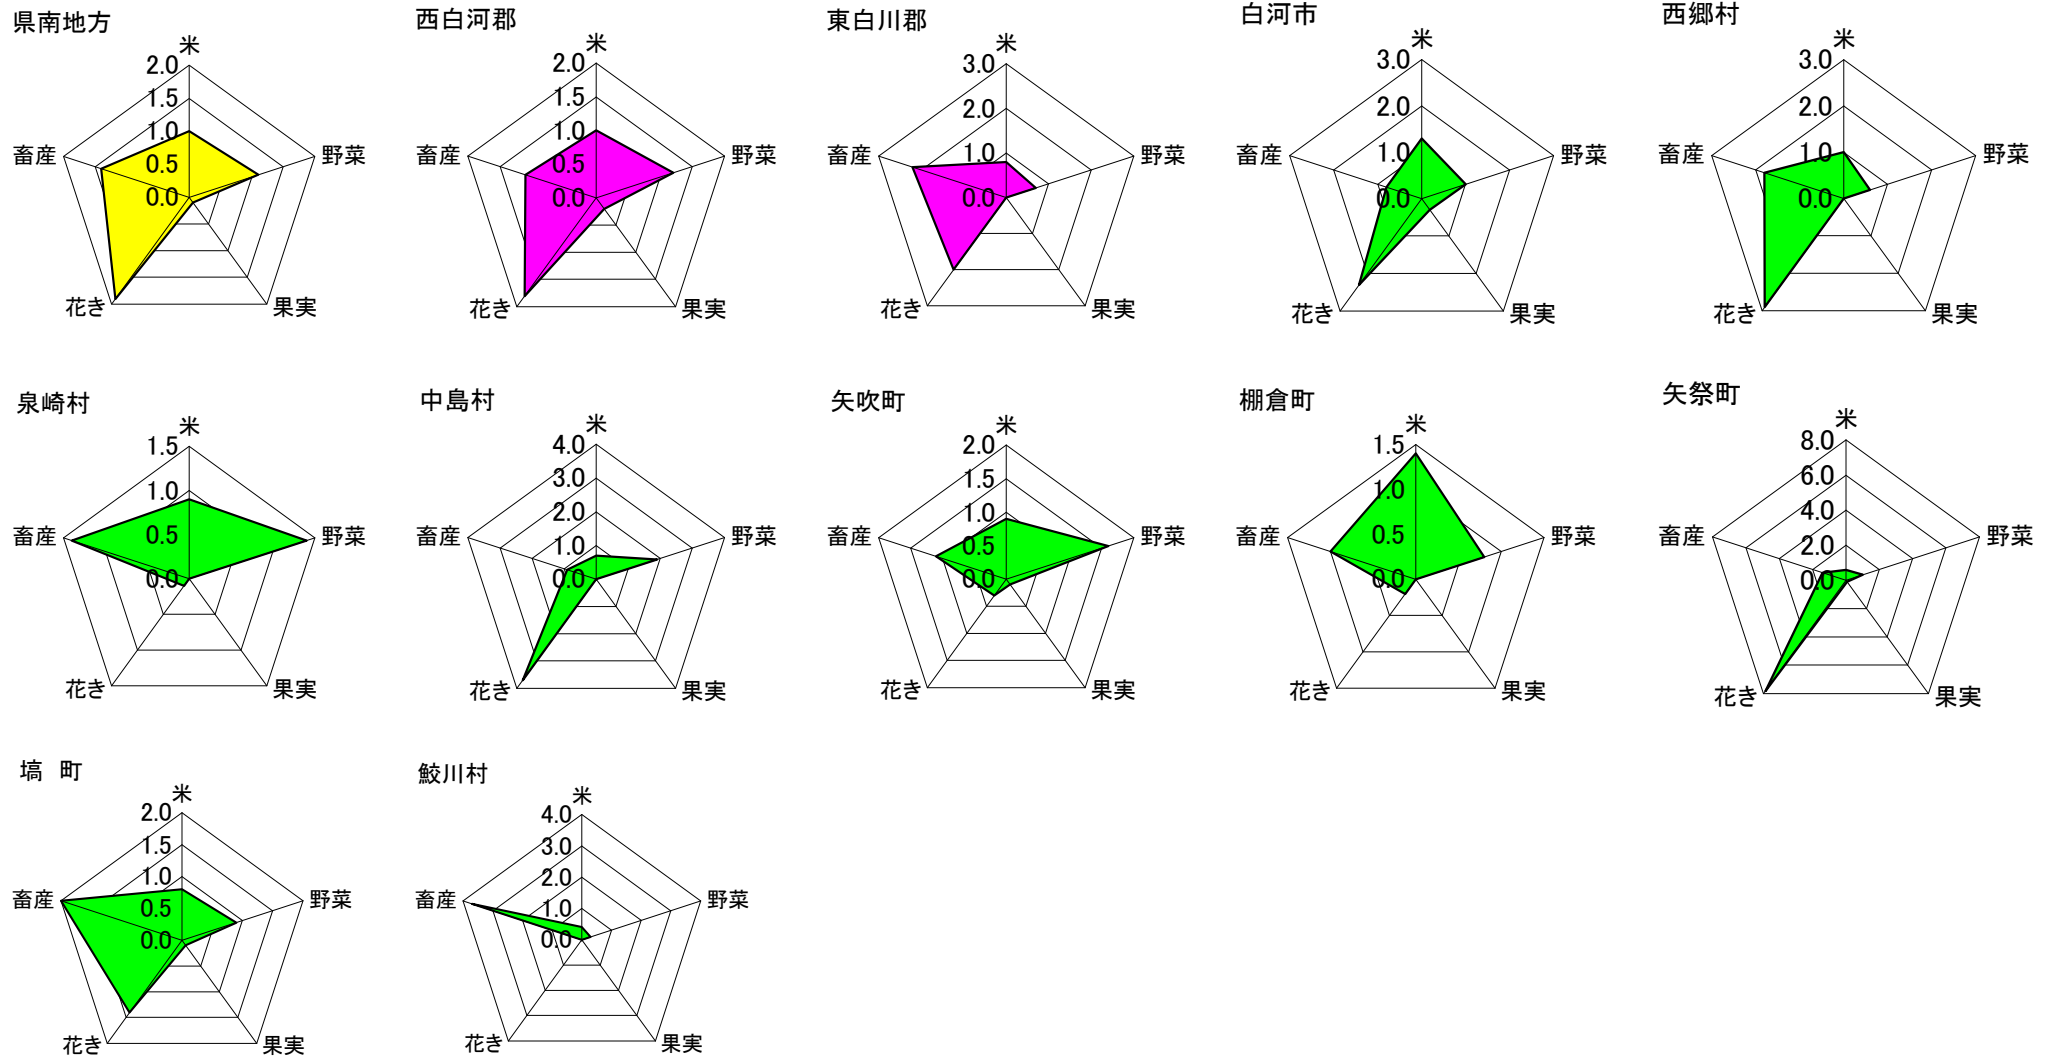 県南地方
米
2.0
1.5
1.0
0.5
0.0
野菜
果実
花き
畜産
西白河郡
米
2.0
1.5
1.0
0.5
0.0
野菜
果実
花き
畜産
東白川郡
米
3.0
2.0
1.0
0.0
野菜
果実
花き
畜産
白河市
米
3.0
2.0
1.0
0.0
野菜
果実
花き
畜産
西郷村
米
3.0
2.0
1.0
0.0
野菜
果実
花き
畜産
泉崎村
米
1.5
1.0
0.5
0.0
野菜
果実
花き
畜産
中島村
米
4.0
3.0
2.0
1.0
0.0
野菜
果実
花き
畜産
矢吹町
米
2.0
1.5
1.0
0.5
0.0
野菜
果実
花き
畜産
棚倉町
米
1.5
1.0
0.5
0.0
野菜
果実
花き
畜産
矢祭町
米
8.0
6.0
4.0
2.0
0.0
野菜
果実
花き
畜産
塙　町
米
2.0
1.5
1.0
0.5
0.0
野菜
果実
花き
畜産
鮫川村
米
4.0
3.0
2.0
1.0
0.0
野菜
果実
花き
畜産